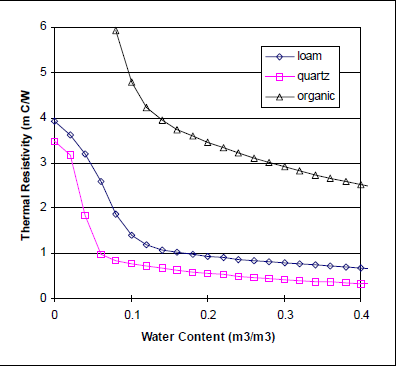 6
5
4
3
2
1
0
Thermal Resistivity (m C/W
loam
quartz
organic
0 0.1 0.2 0.3 0.4
Water Content (m3/m3)